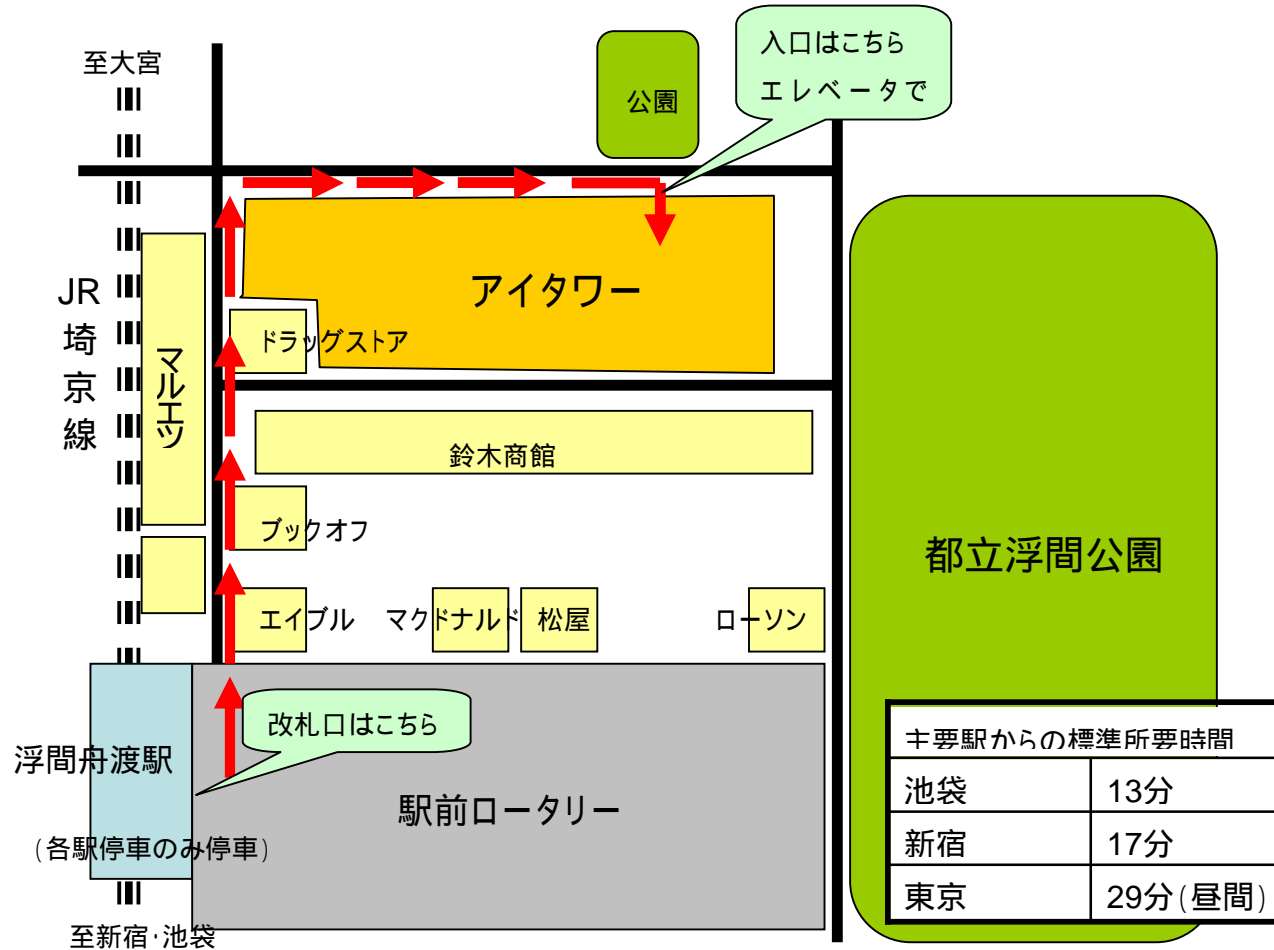 至大宮
入口はこちら
エレベータで
公園
JR埼京線
マルエツ
アイタワー
ドラッグストア
鈴木商館
ブックオフ
エイブル
マクドナルド
松屋
ローソン
都立浮間公園
改札口はこちら
浮間舟渡駅
(各駅停車のみ停車)
駅前ロータリー
至新宿・池袋
主要駅からの標準所要時間
池袋 13分
新宿 17分
東京 29分(昼間)